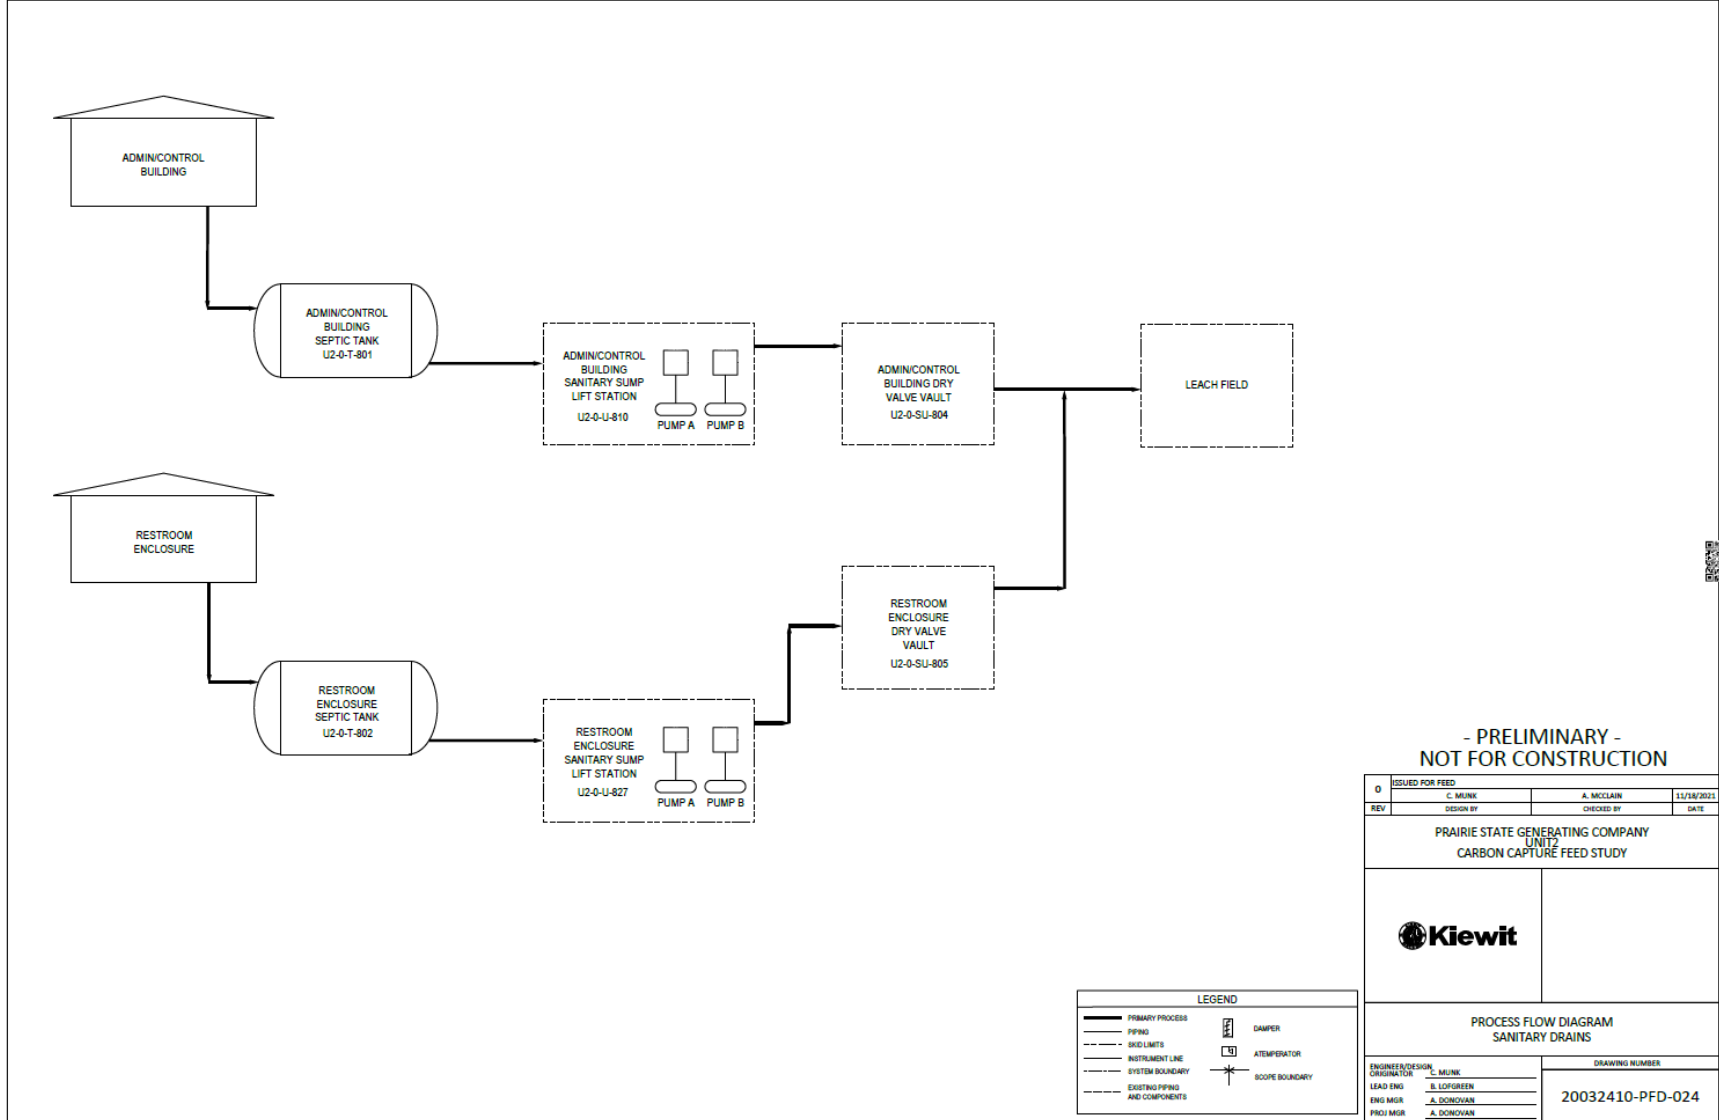 ADMIN/CONTROL
BUILDING
ADMIN/CONTROL
BUILDING
SEPTIC TANK
U2-0-T-801
ADMIN/CONTROL
BUILDING
SANITARY SUMP
LIFT STATION
U2-0-U-810
PUMP A
PUMP B
ADMIN/CONTROL
BUILDING DRY
VALVE VAULT
U2-0-SU-804
LEACH FIELD
RESTROOM
ENCLOSURE
RESTROOM
ENCLOSURE
SEPTIC TANK
U2-0-T-802
RESTROOM
ENCLOSURE
SANITARY SUMP
LIFT STATION
U2-0-U-827
PUMP A
PUMP B
RESTROOM
ENCLOSURE
DRY VALVE
VAULT
U2-0-SU-805
- PRELIMINARY -
NOT FOR CONSTRUCTION
0
ISSUED FOR FEED
C. MUNK
A. MCCLAIN
11/18/2021
REV
DESIGN BY
CHECKED BY
DATE
PRAIRIE STATE GENERATING COMPANY
UNIT2
CARBON CAPTURE FEED STUDY
Kiewit
PROCESS FLOW DIAGRAM
SANITARY DRAINS
ENGINEER/DESIGN
ORIGINATOR C. MUNK
LEAD ENG B. LOFGREEN
ENG MGR A. DONOVAN
PROJ MGR A. DONOVAN
DRAWING NUMBER
20032410-PFD-024
LEGEND
PRIMARY PROCESS
PIPING
SKID LIMITS
INSTRUMENT LINE
SYSTEM BOUNDARY
EXISTING PIPING
AND COMPONENTS
DAMPER
ATEMPERATOR
SCOPE BOUNDARY